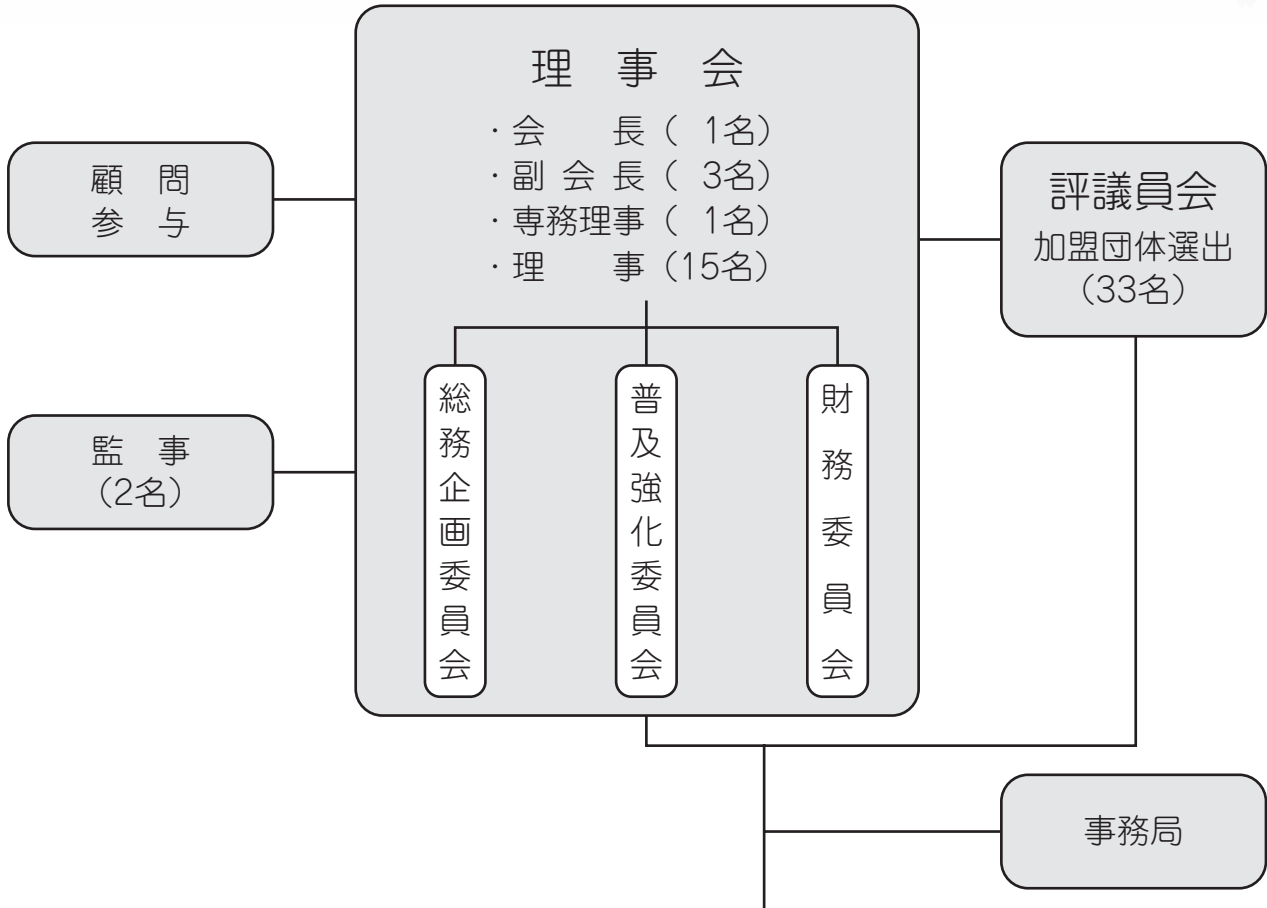 理事会
・会長（ 1名）
・副会長（ 3名）
・専務理事（ 1名）
・理事（15名）
顧問
参与
評議員会
加盟団体選出
（33名）
監事
（2名）
総務企画委員会
普及強化委員会
財務委員会
事務局